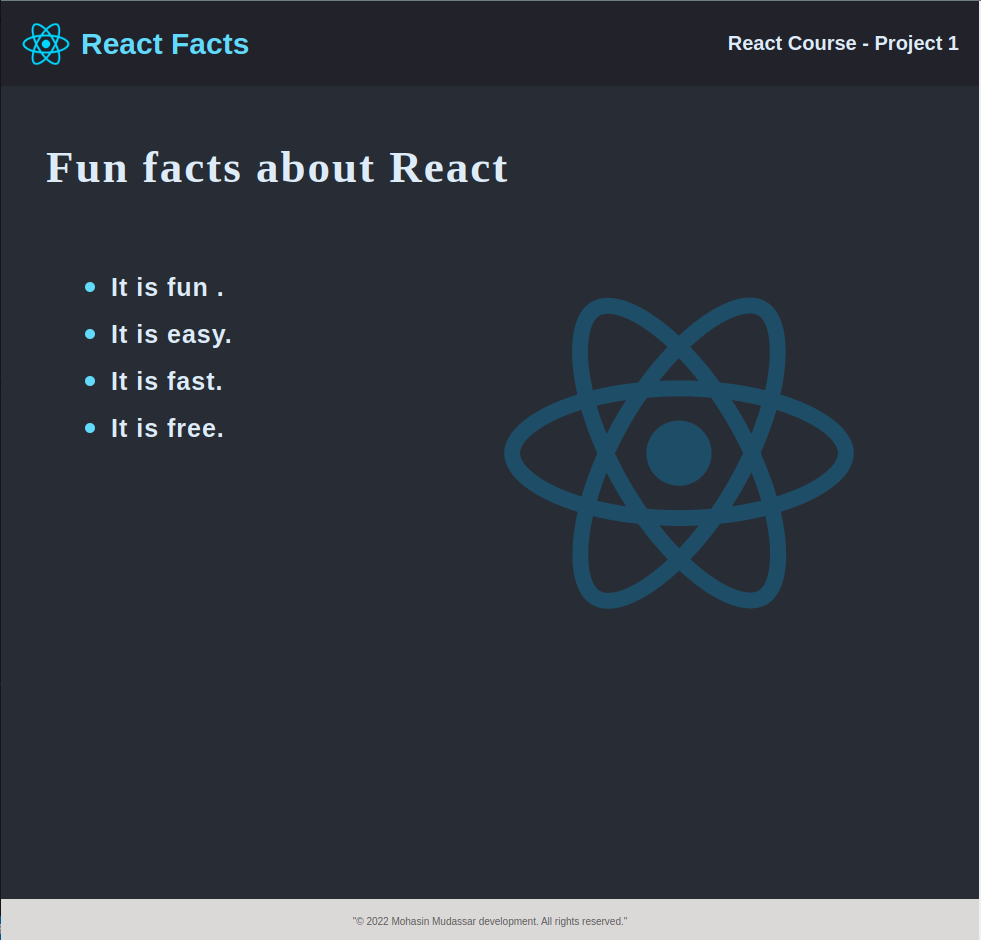 React Facts
React Course - Project 1
Fun facts about React
It is fun .
It is easy.
It is fast.
It is free.
"© 2022 Mohasin Mudassar development. All rights reserved."